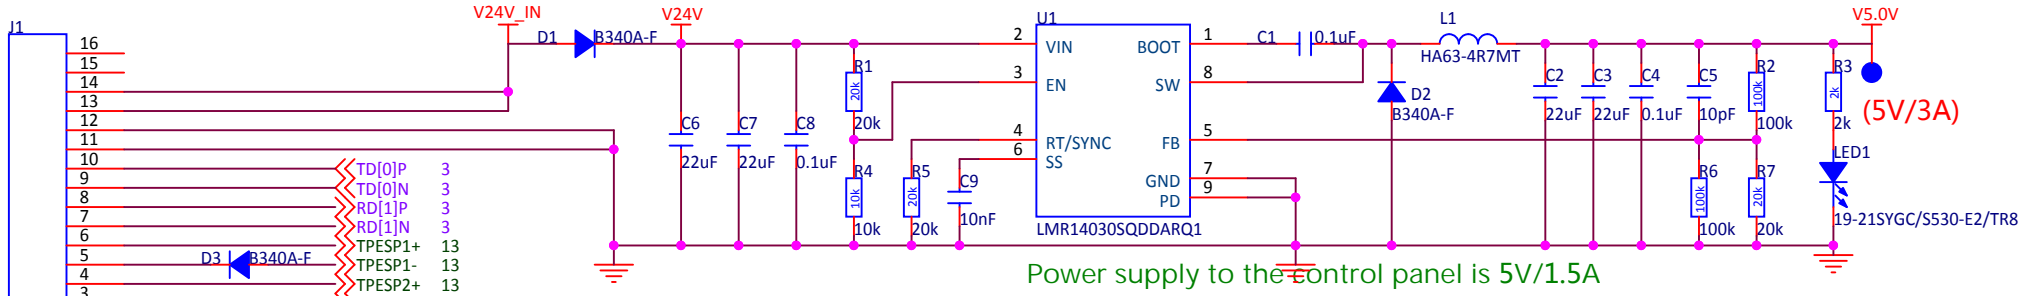 V24V_IN V24V U1 L1 V5.0V
J1
16 D1 B340A-F 2 VIN BOOT 1 C1 0.1uF
15 HA63-4R7MT
14 R1 20k 3 EN SW 8 D2 C2 C3 C4 C5 R2 100k R3 2k
13 (5V/3A)
12 C6 C7 C8 20k B340A-F 22uF 22uF 0.1uF 10pF 100k 2k
11 4 RT/SYNC FB 5
10 TD[0]P 3 22uF 22uF 0.1uF 6 SS LED1
9 TD[0]N 3 R4 10k R5 20k C9 GND 7 R6 100k R7 20k
8 RD[1]P 3 PD 9
7 RD[1]N 3 10nF 19-21SYGC/S530-E2/TR8
6 TPESP1+ 13 10k 20k LMR14030SQDDARQ1 100k 20k
5 D3 B340A-F TPESP1- 13
4 TPESP2+ 13 Power supply to the control panel is 5V/1.5A
3